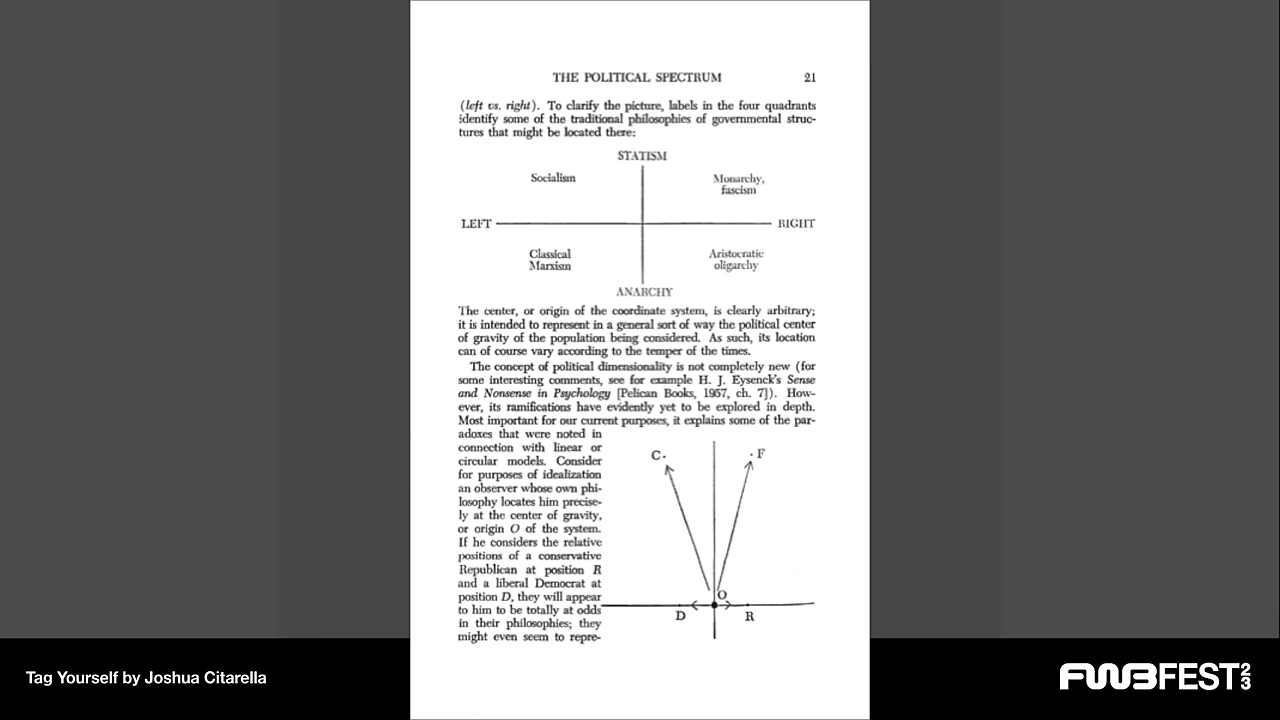 THE POLITICAL SPECTRUM 21
(left vs. right). To clarify the picture, labels in the four quadrants
identify some of the traditional philosophies of governmental struc-
tures that might be located there:
STATISM
Socialism
Monarchy,
fascism
LEFT
RIGHT
Classical
Marxism
Aristocratic
oligarchy
ANARCHY
The center, or origin of the coordinate system, is clearly arbitrary;
it is intended to represent in a general sort of way the political center
of gravity of the population being considered. As such, its location
can of course vary according to the temper of the times.
The concept of political dimensionality is not completely new (for
some interesting comments, see for example H. J. Eysenck's Sense
and Nonsense in Psychology [Pelican Books, 1957, ch. 7]). How-
ever, its ramifications have evidently yet to be explored in depth.
Most important for our current purposes, it explains some of the par-
adoxes that were noted in
connection with linear or
circular models. Consider
for purposes of idealization
an observer whose own phi-
losophy locates him precise-
ly at the center of gravity,
or origin O of the system.
If he considers the relative
positions of a conservative
Republican at position R
and a liberal Democrat at
position D, they will appear
to him to be totally at odds
in their philosophies; they
might even seem to repre-
C.
. F
O
D
R
Tag Yourself by Joshua Citarella
FWB FEST 23